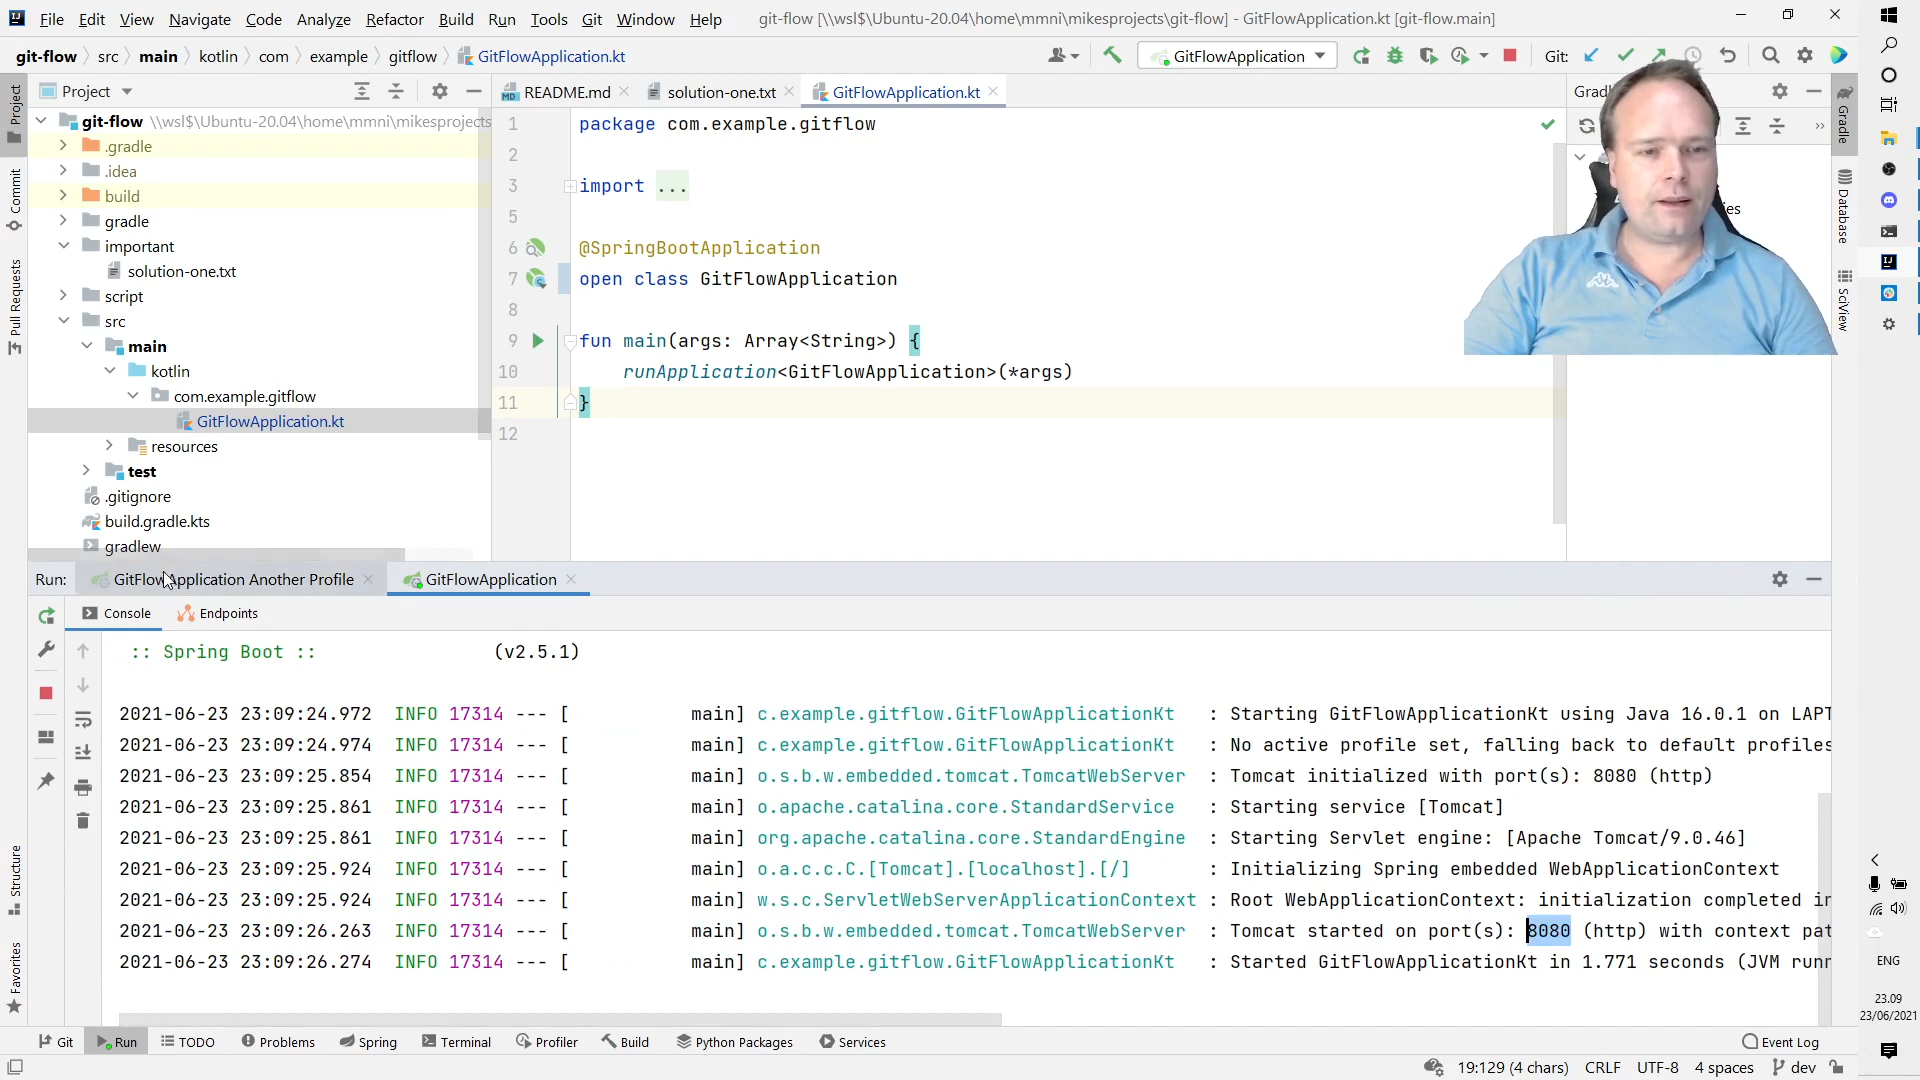 File Edit View Navigate Code Analyze Refactor Build Run Tools Git Window Help git-flow [\\wsl$\Ubuntu-20.04\home\mmni\mikesprojects\git-flow] - GitFlowApplication.kt [git-flow.main]
git-flow src main kotlin com example gitflow GitFlowApplication.kt GitFlowApplication Git:
Project README.md solution-one.txt GitFlowApplication.kt
git-flow \\wsl$\Ubuntu-20.04\home\mmni\mikesprojects
.gradle
.idea
build
gradle
important
solution-one.txt
script
src
main
kotlin
com.example.gitflow
GitFlowApplication.kt
resources
test
.gitignore
build.gradle.kts
gradlew
1 package com.example.gitflow
2
3 import ...
5
6 @SpringBootApplication
7 open class GitFlowApplication
8
9 fun main(args: Array<String>) {
10 runApplication<GitFlowApplication>(*args)
11 }
12
Project
Commit
Pull Requests
Structure
Favorites
Gradle
Database
SciView
Run: GitFlowApplication Another Profile GitFlowApplication
Console Endpoints
:: Spring Boot :: (v2.5.1)
2021-06-23 23:09:24.972 INFO 17314 --- [ main] c.example.gitflow.GitFlowApplicationKt : Starting GitFlowApplicationKt using Java 16.0.1 on LAPT
2021-06-23 23:09:24.974 INFO 17314 --- [ main] c.example.gitflow.GitFlowApplicationKt : No active profile set, falling back to default profiles
2021-06-23 23:09:25.854 INFO 17314 --- [ main] o.s.b.w.embedded.tomcat.TomcatWebServer : Tomcat initialized with port(s): 8080 (http)
2021-06-23 23:09:25.861 INFO 17314 --- [ main] o.apache.catalina.core.StandardService : Starting service [Tomcat]
2021-06-23 23:09:25.861 INFO 17314 --- [ main] org.apache.catalina.core.StandardEngine : Starting Servlet engine: [Apache Tomcat/9.0.46]
2021-06-23 23:09:25.924 INFO 17314 --- [ main] o.a.c.c.C.[Tomcat].[localhost].[/] : Initializing Spring embedded WebApplicationContext
2021-06-23 23:09:25.924 INFO 17314 --- [ main] w.s.c.ServletWebServerApplicationContext : Root WebApplicationContext: initialization completed in
2021-06-23 23:09:26.263 INFO 17314 --- [ main] o.s.b.w.embedded.tomcat.TomcatWebServer : Tomcat started on port(s): 8080 (http) with context pat
2021-06-23 23:09:26.274 INFO 17314 --- [ main] c.example.gitflow.GitFlowApplicationKt : Started GitFlowApplicationKt in 1.771 seconds (JVM runn
Git Run TODO Problems Spring Terminal Profiler Build Python Packages Services Event Log
19:129 (4 chars) CRLF UTF-8 4 spaces dev
ENG
23.09
23/06/2021